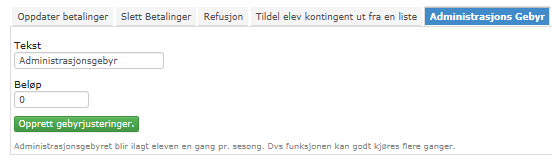 Oppdater betalinger Slett Betalinger Refusjon Tildel elev kontingent ut fra en liste Administrasjons Gebyr
Tekst
Administrasjonsgebyr
Beløp
0
Opprett gebyrjusteringer.
Administrasjonsgebyret blir ilagt eleven en gang pr. sesong. Dvs funksjonen kan godt kjøres flere ganger.